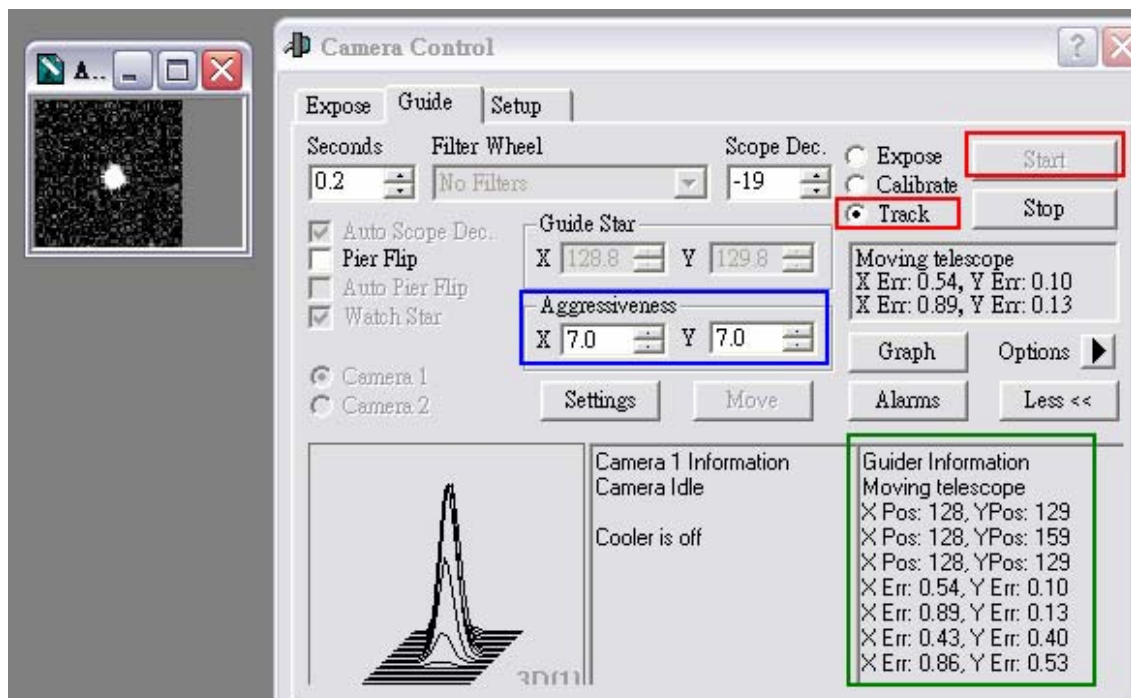 A..
Camera Control
Expose Guide Setup
Seconds Filter Wheel Scope Dec.
0.2 No Filters -19
Expose
Calibrate
Track
Start
Stop
Auto Scope Dec.
Pier Flip
Auto Pier Flip
Watch Star
Guide Star
X 128.8 Y 129.8
Aggressiveness
X 7.0 Y 7.0
Moving telescope
X Err: 0.54, Y Err: 0.10
X Err: 0.89, Y Err: 0.13
Camera 1
Camera 2
Settings Move
Graph Options
Alarms Less <<
3D(1)
Camera 1 Information
Camera Idle
Cooler is off
Guider Information
Moving telescope
X Pos: 128, YPos: 129
X Pos: 128, YPos: 159
X Pos: 128, YPos: 129
X Err: 0.54, Y Err: 0.10
X Err: 0.89, Y Err: 0.13
X Err: 0.43, Y Err: 0.40
X Err: 0.86, Y Err: 0.53